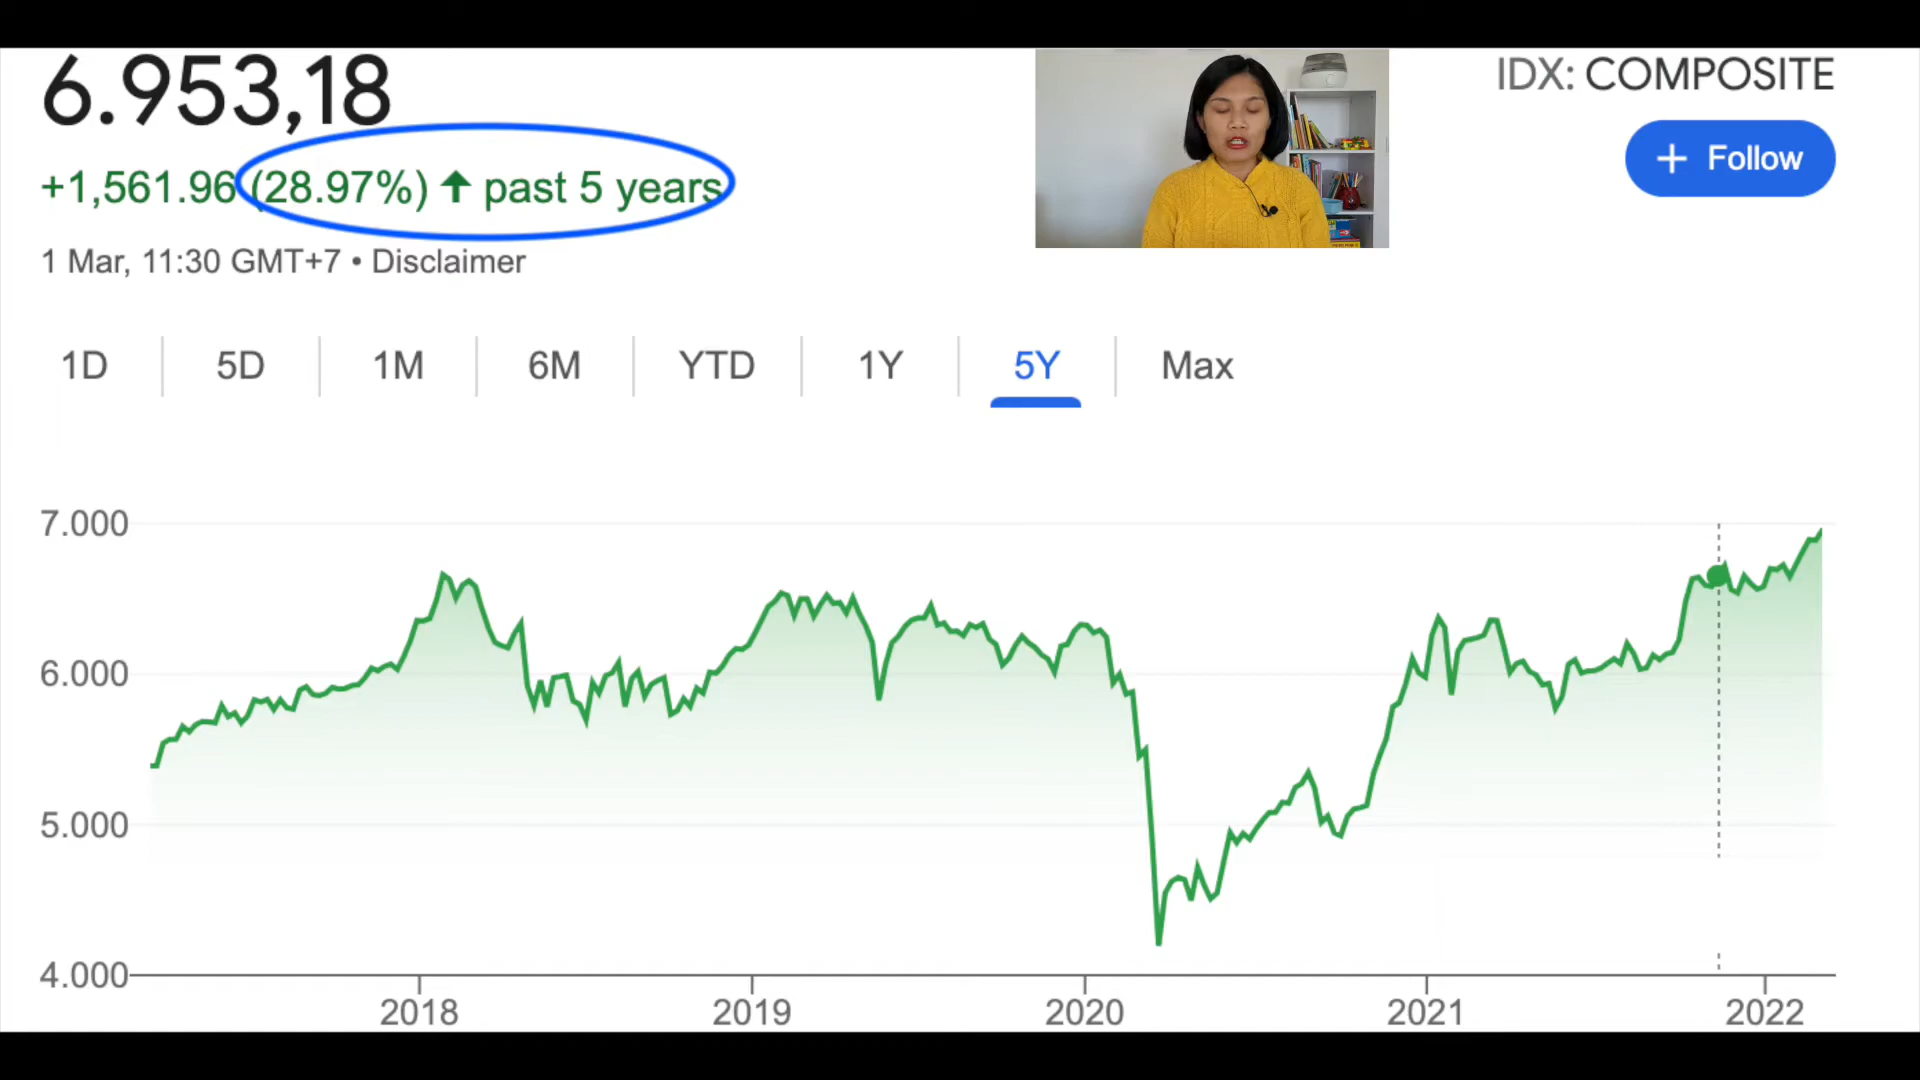 6.953,18
IDX: COMPOSITE
+ Follow
+1,561.96 (28.97%) ↑ past 5 years
1 Mar, 11:30 GMT+7 • Disclaimer
1D 5D 1M 6M YTD 1Y 5Y Max
7.000
6.000
5.000
4.000
2018 2019 2020 2021 2022